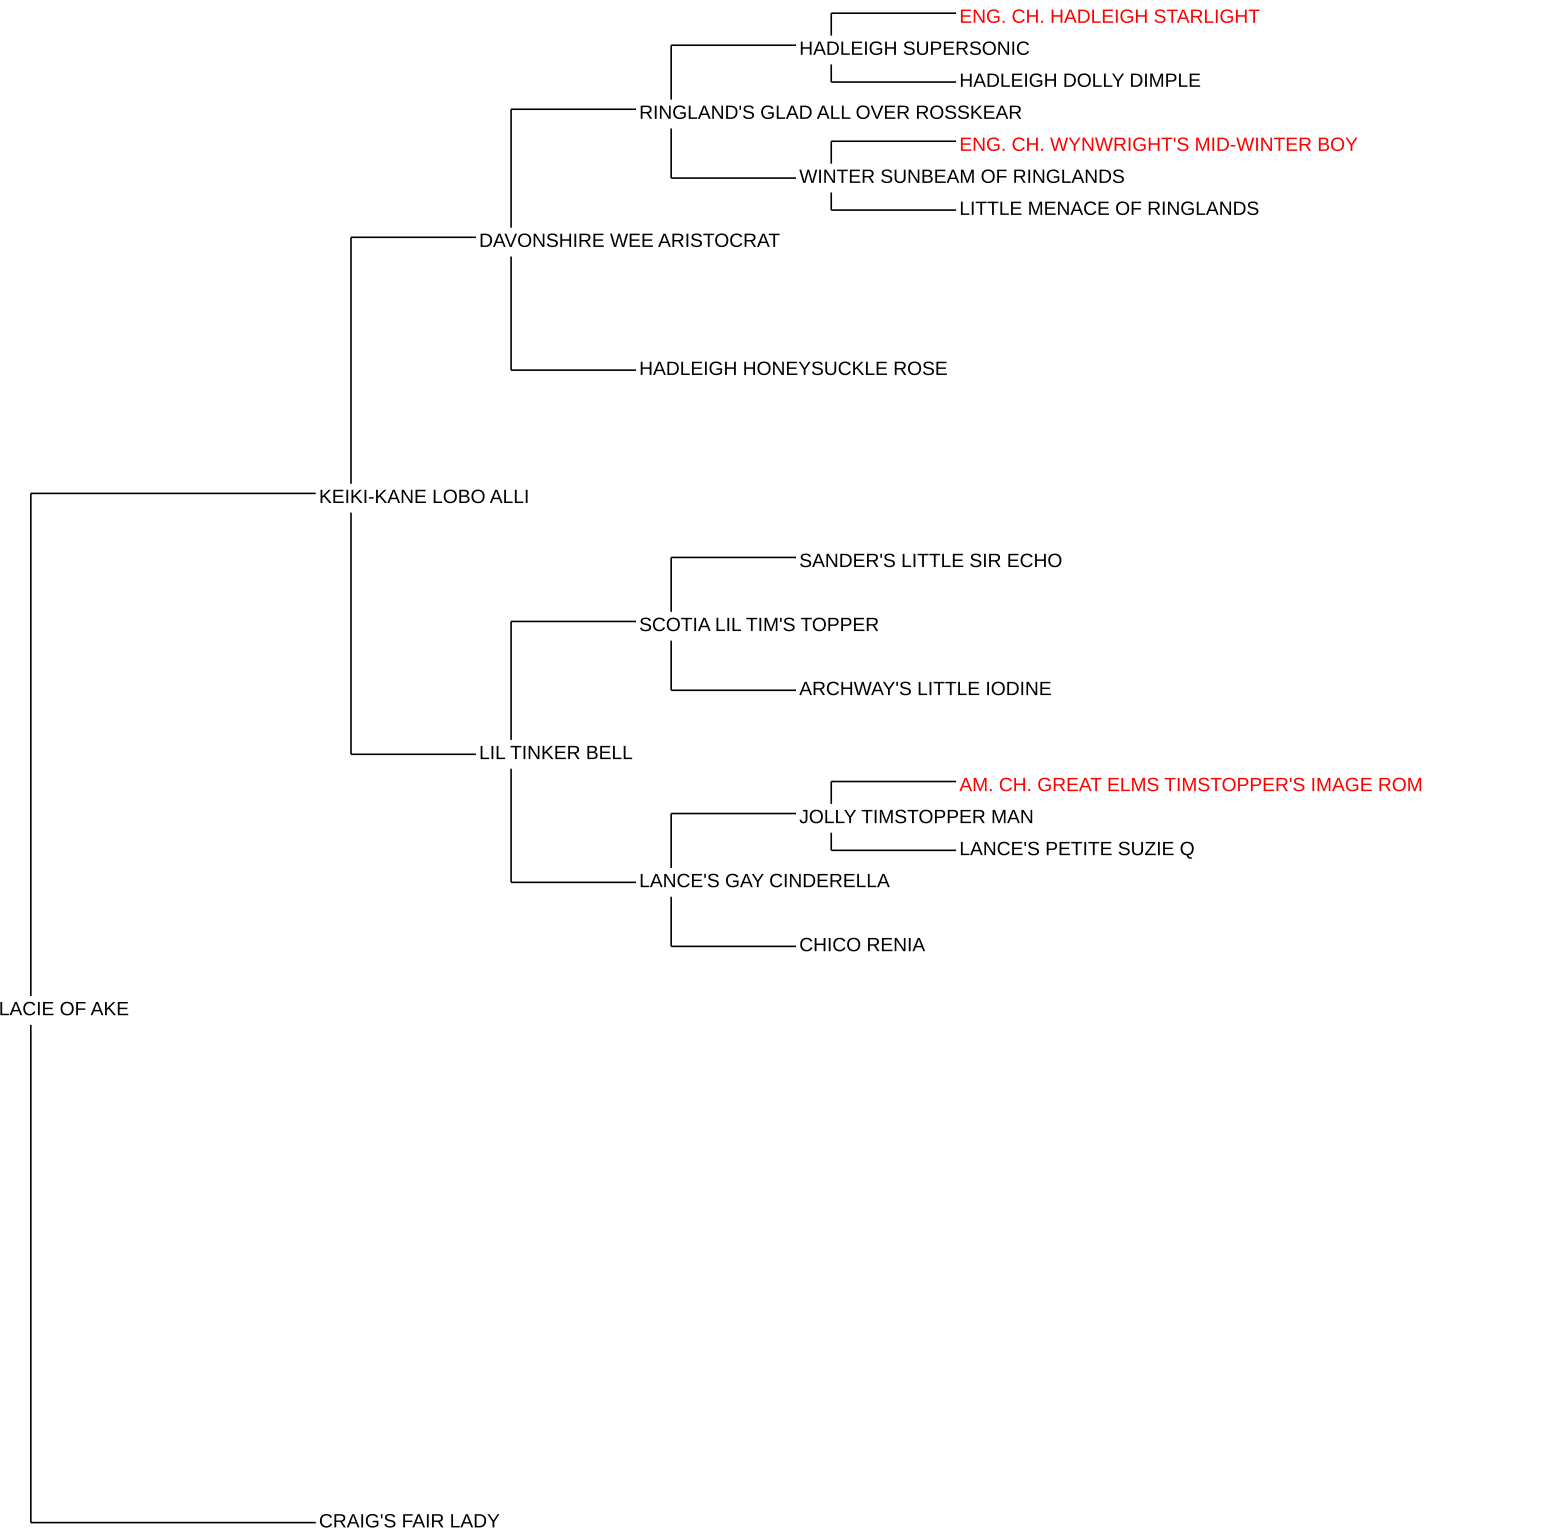 ENG. CH. HADLEIGH STARLIGHT
HADLEIGH SUPERSONIC
HADLEIGH DOLLY DIMPLE
RINGLAND'S GLAD ALL OVER ROSSKEAR
ENG. CH. WYNWRIGHT'S MID-WINTER BOY
WINTER SUNBEAM OF RINGLANDS
LITTLE MENACE OF RINGLANDS
DAVONSHIRE WEE ARISTOCRAT
HADLEIGH HONEYSUCKLE ROSE
KEIKI-KANE LOBO ALLI
SANDER'S LITTLE SIR ECHO
SCOTIA LIL TIM'S TOPPER
ARCHWAY'S LITTLE IODINE
LIL TINKER BELL
AM. CH. GREAT ELMS TIMSTOPPER'S IMAGE ROM
JOLLY TIMSTOPPER MAN
LANCE'S PETITE SUZIE Q
LANCE'S GAY CINDERELLA
CHICO RENIA
LACIE OF AKE
CRAIG'S FAIR LADY